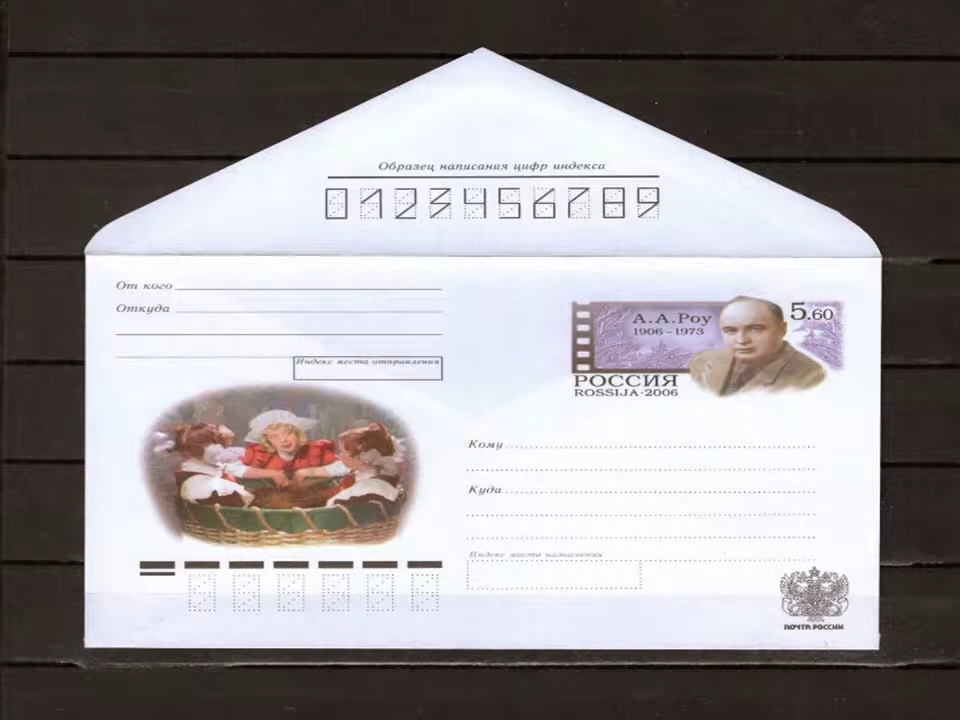 Образец написания цифр индекса
0123456789
От кого
Откуда
Индекс места отправления
А.А.Роу
1906-1973
5.60
РОССИЯ
ROSSIJA·2006
Кому
Куда
Индекс места назначения
ПОЧТА РОССИИ